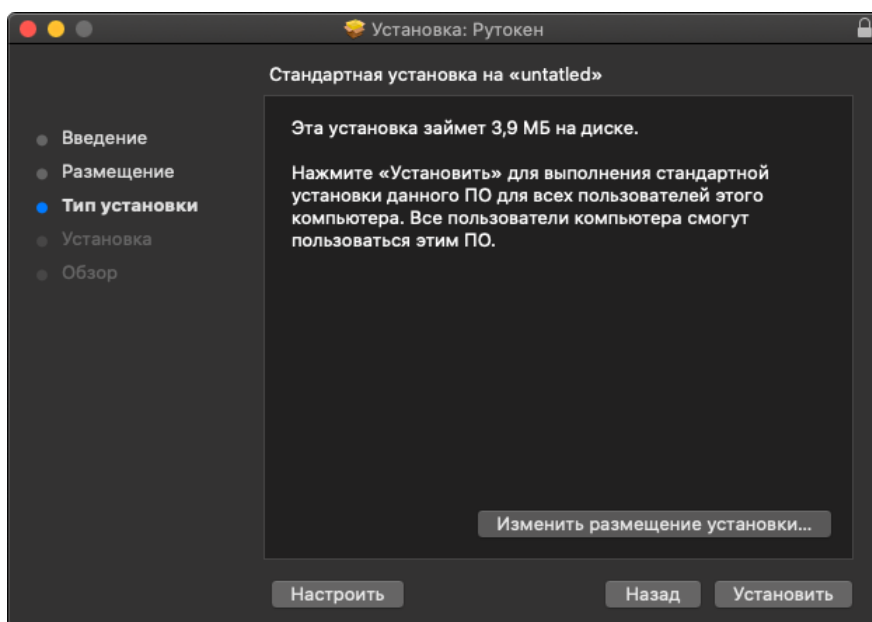 Установка: Рутокен
Стандартная установка на «untatled»
Введение
Размещение
Тип установки
Установка
Обзор
Эта установка займет 3,9 МБ на диске.
Нажмите «Установить» для выполнения стандартной
установки данного ПО для всех пользователей этого
компьютера. Все пользователи компьютера смогут
пользоваться этим ПО.
Изменить размещение установки...
Настроить
Назад
Установить